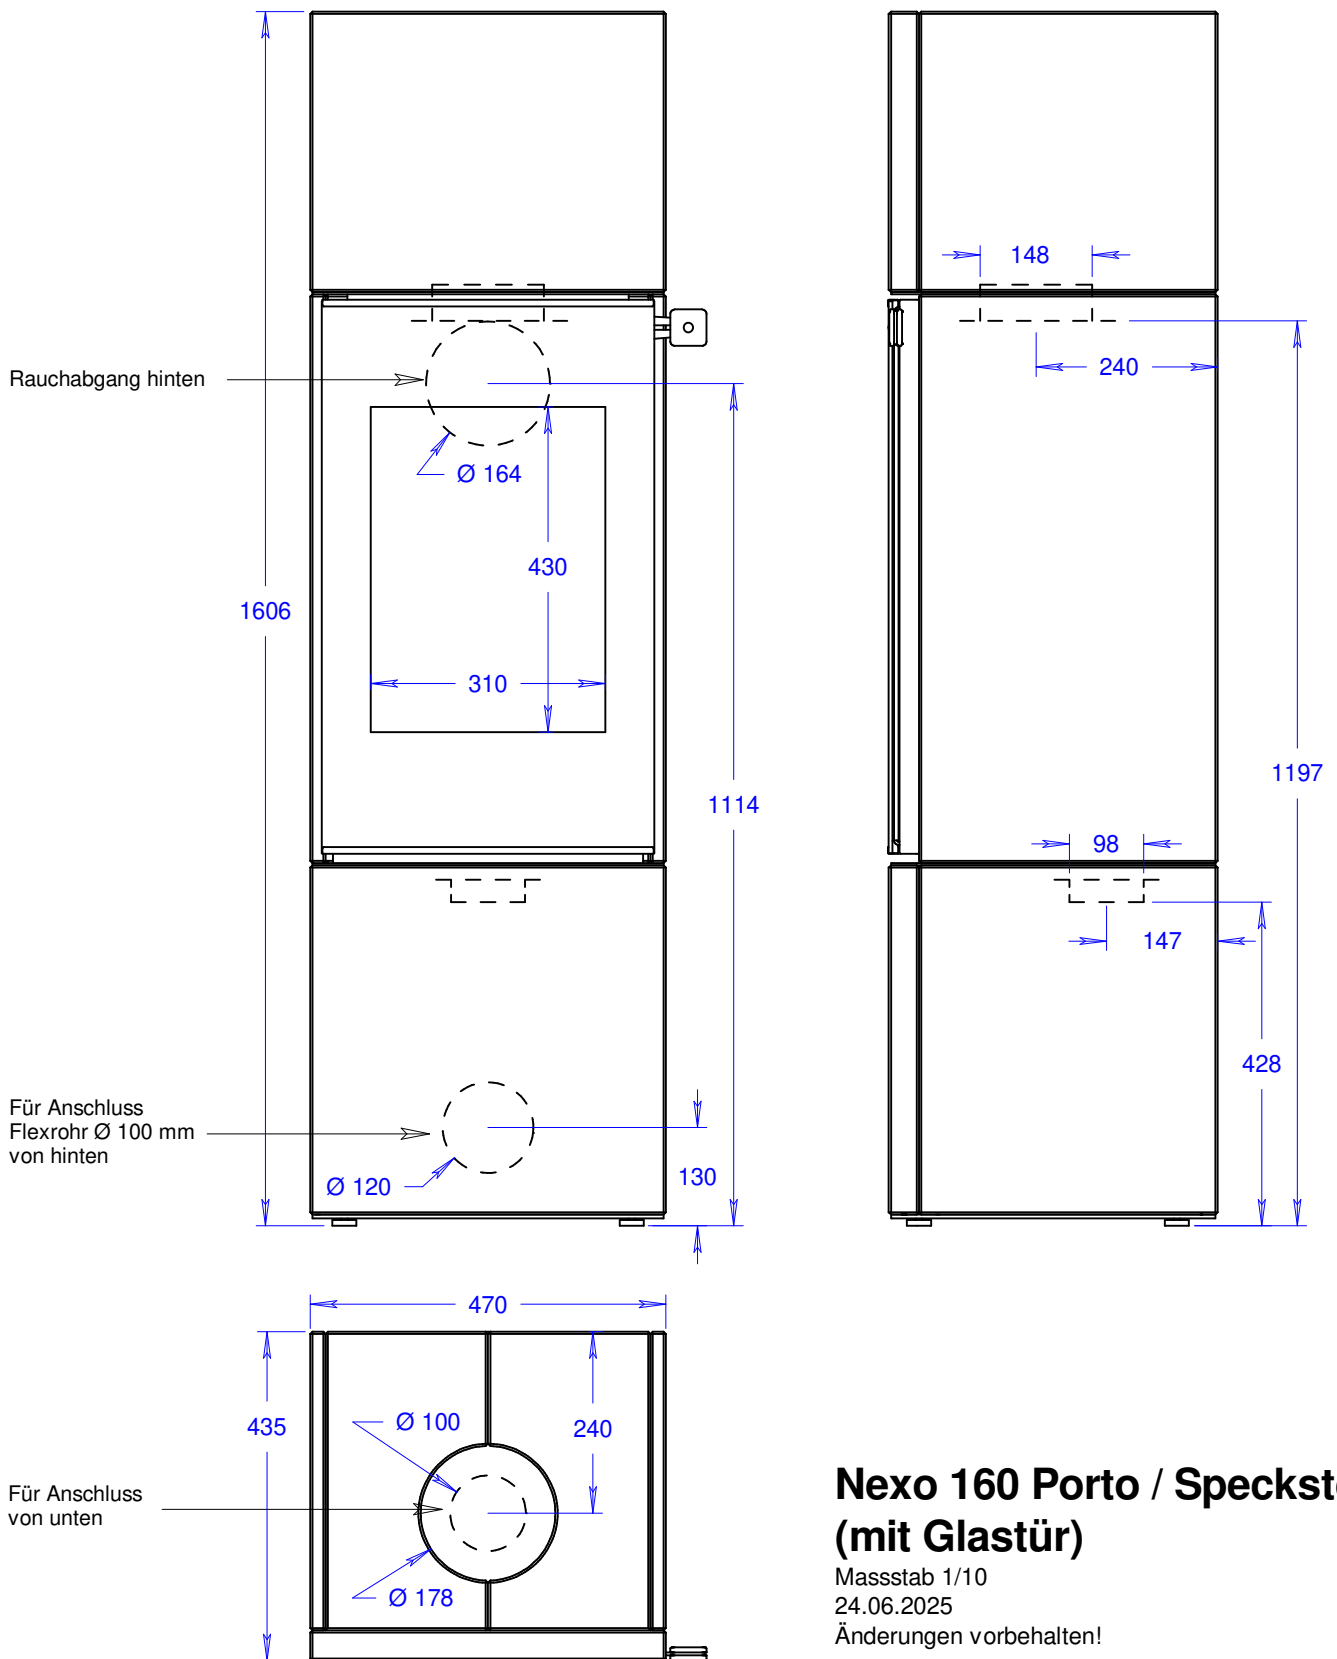 148
240
Rauchabgang hinten
Ø 164
430
1606
310
1197
1114
98
147
428
Für Anschluss
Flexrohr Ø 100 mm
von hinten
130
Ø 120
470
435
Ø 100
240
Für Anschluss
von unten
Ø 178
Nexo 160 Porto / Speckst
(mit Glastür)
Massstab 1/10
24.06.2025
Änderungen vorbehalten!